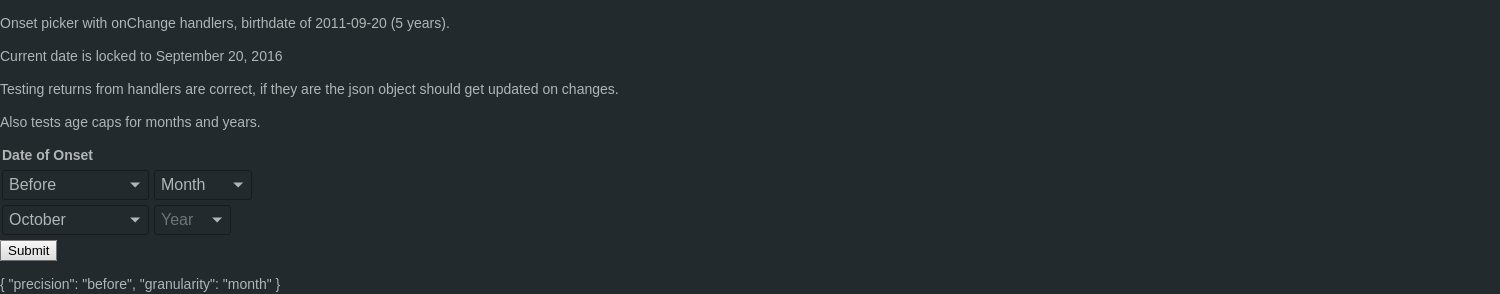 Onset picker with onChange handlers, birthdate of 2011-09-20 (5 years).
Current date is locked to September 20, 2016
Testing returns from handlers are correct, if they are the json object should get updated on changes.
Also tests age caps for months and years.
Date of Onset
Before Month
October Year
Submit
{ "precision": "before", "granularity": "month" }